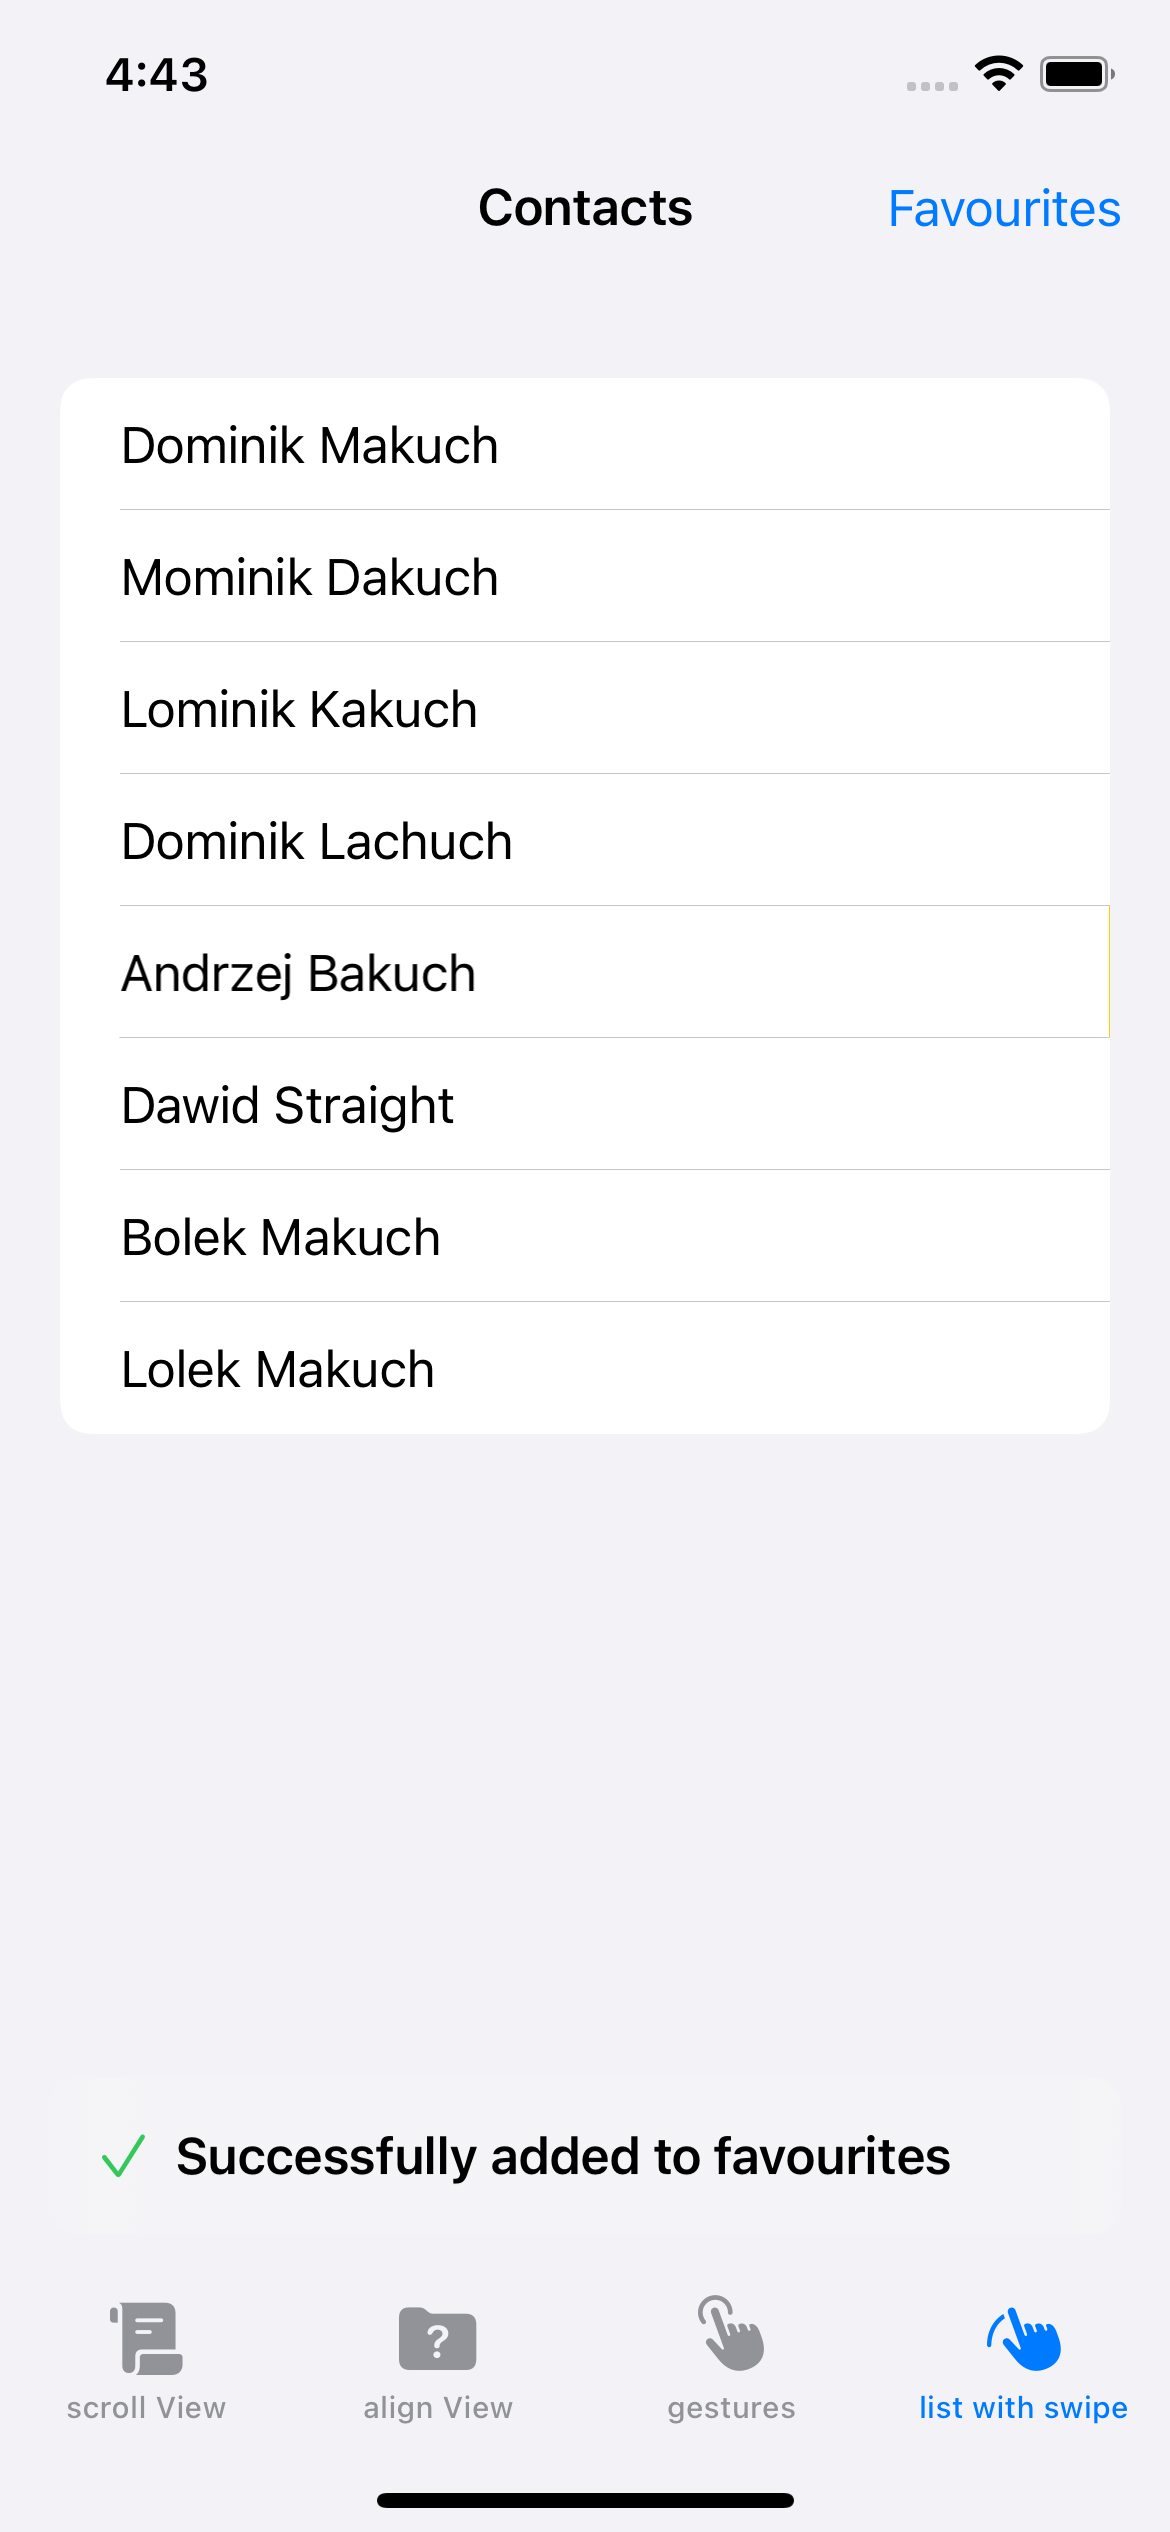 4:43
Contacts
Favourites
Dominik Makuch
Mominik Dakuch
Lominik Kakuch
Dominik Lachuch
Andrzej Bakuch
Dawid Straight
Bolek Makuch
Lolek Makuch
Successfully added to favourites
?
scroll View
align View
gestures
list with swipe